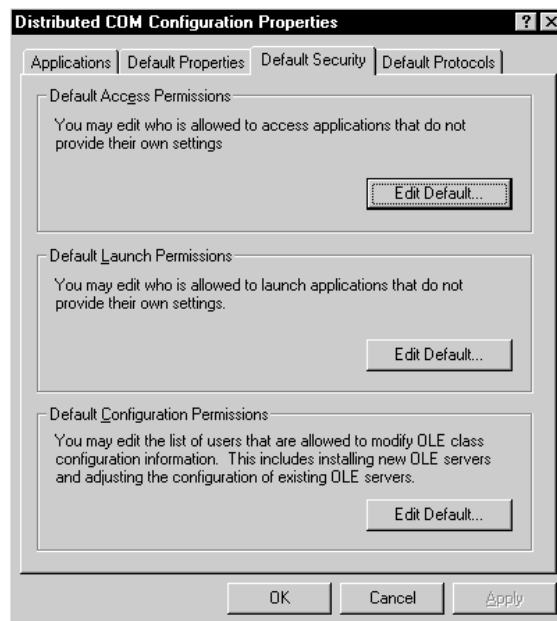 Distributed COM Configuration Properties
Applications
Default Properties
Default Security
Default Protocols
Default Access Permissions
You may edit who is allowed to access applications that do not
provide their own settings
Edit Default...
Default Launch Permissions
You may edit who is allowed to launch applications that do not
provide their own settings.
Edit Default...
Default Configuration Permissions
You may edit the list of users that are allowed to modify OLE class
configuration information. This includes installing new OLE servers
and adjusting the configuration of existing OLE servers.
Edit Default...
OK
Cancel
Apply